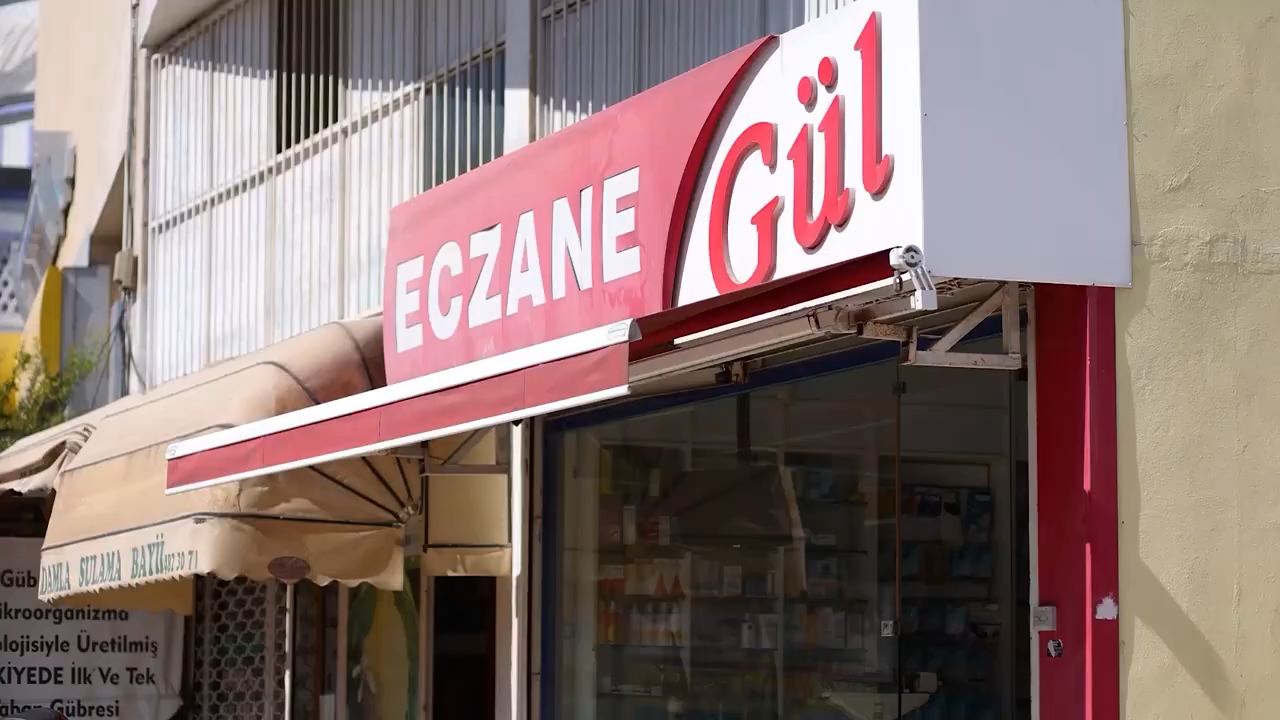 ECZANE Gül
DAMLA SULAMA BAYİİ
Güb
ikroorganizma
olojisiyle Üretilmiş
KİYEDE İlk Ve Tek
Gübresi